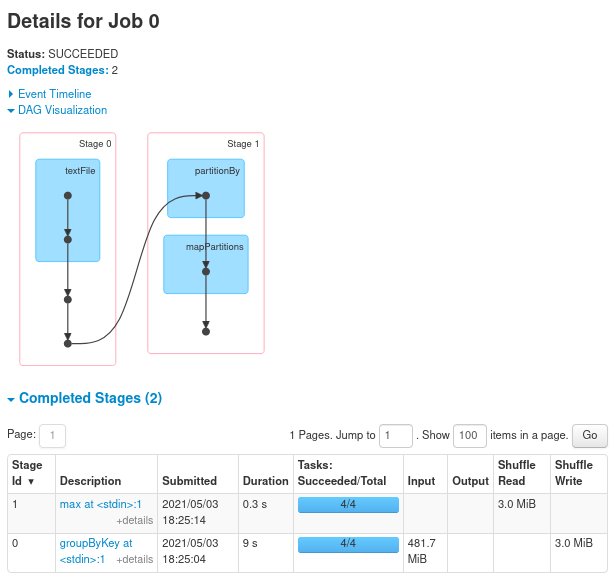 Details for Job 0
Status: SUCCEEDED
Completed Stages: 2
Event Timeline
DAG Visualization
Stage 0
Stage 1
textFile
partitionBy
mapPartitions
Completed Stages (2)
Page: 1
1 Pages. Jump to 1 . Show 100 items in a page. Go
Stage Id ▼ Description Submitted Duration Tasks: Succeeded/Total Input Output Shuffle Read Shuffle Write
1 max at <stdin>:1 +details 2021/05/03 18:25:14 0.3 s 4/4 3.0 MiB
0 groupByKey at <stdin>:1 +details 2021/05/03 18:25:04 9 s 4/4 481.7 MiB 3.0 MiB